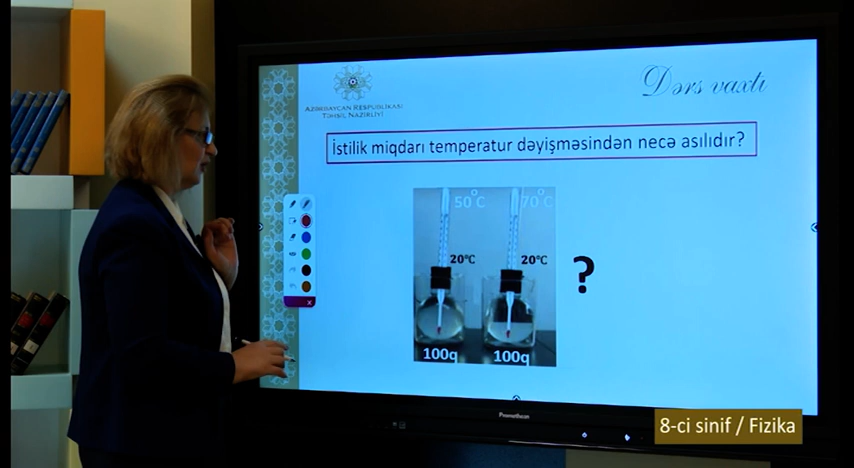 Dərs vaxtı
AZƏRBAYCAN RESPUBLİKASI
TƏHSİL NAZİRLİYİ
İstilik miqdarı temperatur dəyişməsindən necə asılıdır?
50°C 70°C
20°C 20°C
?
100q 100q
Promethean
8-ci sinif / Fizika